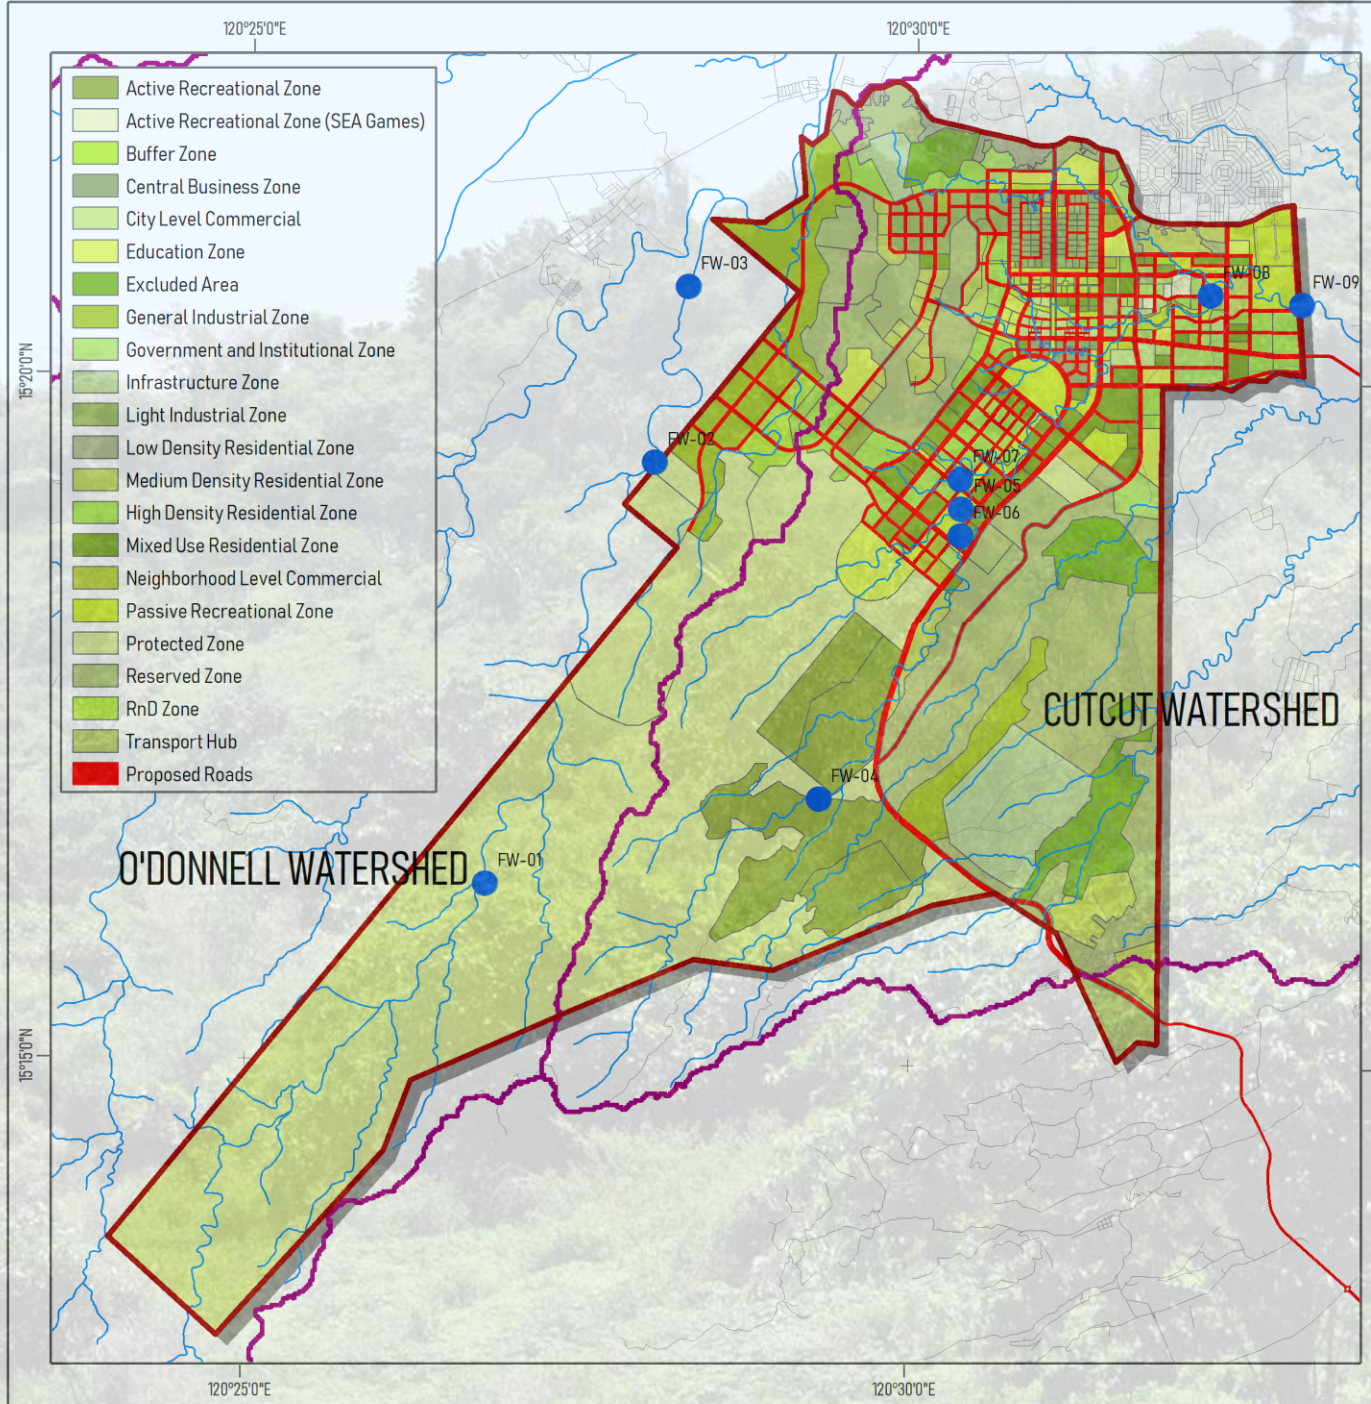 120°25'0"E
120°30'0"E
Active Recreational Zone
Active Recreational Zone (SEA Games)
Buffer Zone
Central Business Zone
City Level Commercial
Education Zone
Excluded Area
General Industrial Zone
Government and Institutional Zone
Infrastructure Zone
Light Industrial Zone
Low Density Residential Zone
Medium Density Residential Zone
High Density Residential Zone
Mixed Use Residential Zone
Neighborhood Level Commercial
Passive Recreational Zone
Protected Zone
Reserved Zone
RnD Zone
Transport Hub
Proposed Roads
FW-03
FW-08
FW-09
15°20'0"N
FW-02
FW-07
FW-05
FW-06
CUTCUT WATERSHED
FW-04
O'DONNELL WATERSHED
FW-01
15°15'0"N
120°25'0"E
120°30'0"E